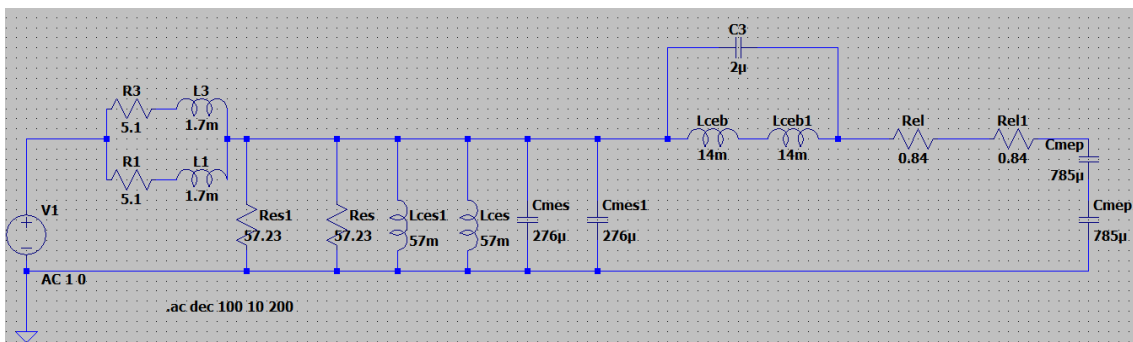 C3
2µ
R3
L3
5.1
1.7m
Lceb
Lceb1
14m
14m
Rel
Rel1
0.84
0.84
R1
L1
5.1
1.7m
Cmep
785µ
V1
Res1
57.23
Res
57.23
Lces1
57m
Lces
57m
Cmes
276µ
Cmes1
276µ
Cmep
785µ
AC 1 0
.ac dec 100 10 200